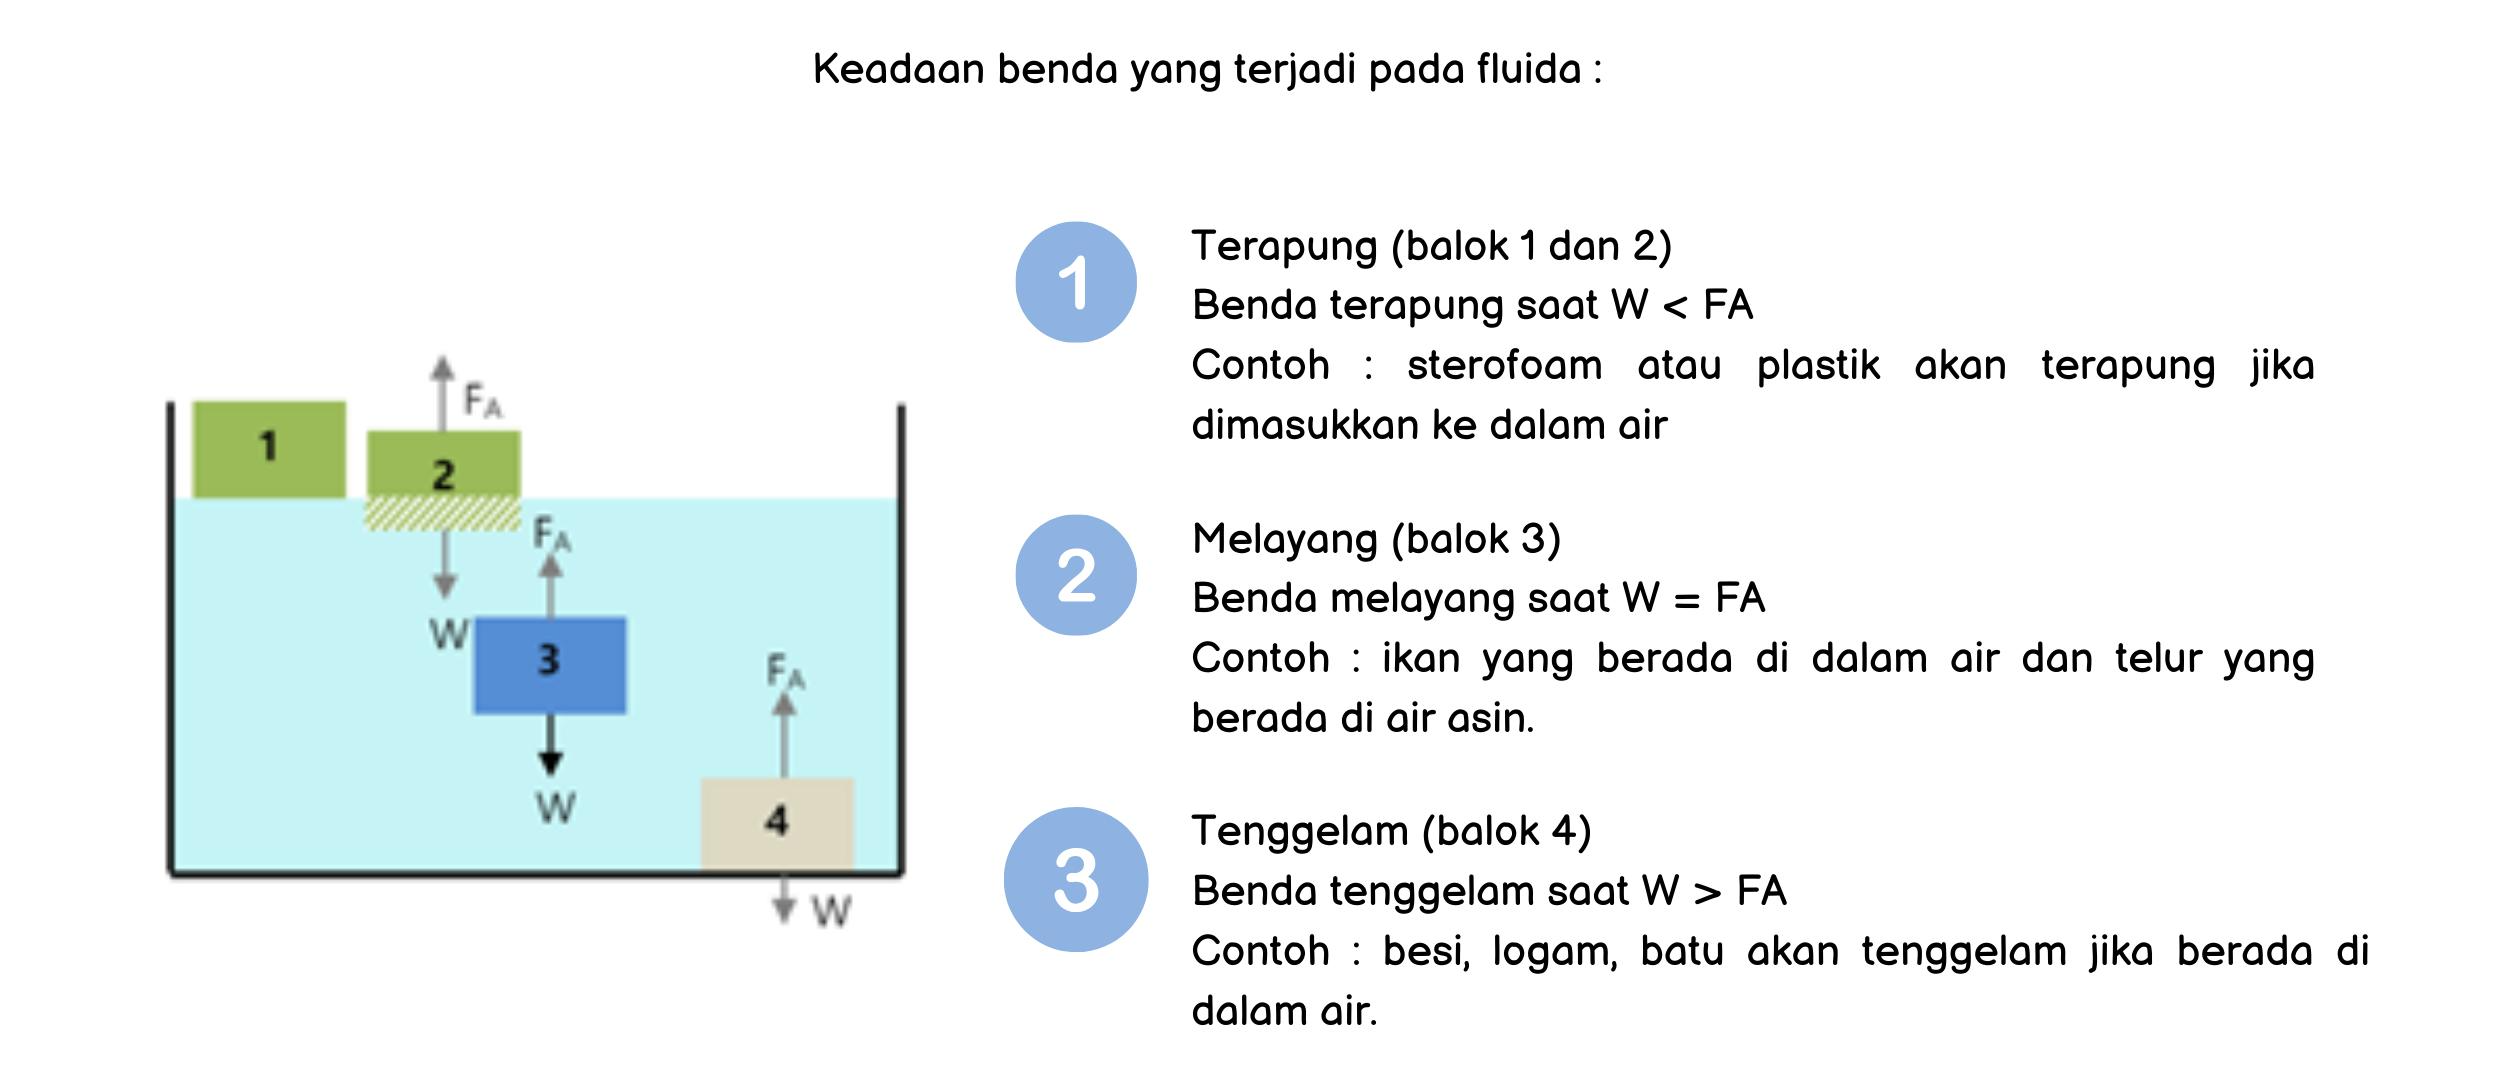 Keadaan benda yang terjadi pada fluida :
1
2
FA
W
3
FA
W
4
FA
W
1
Terapung (balok 1 dan 2)
Benda terapung saat W < FA
Contoh : sterofoam atau plastik akan terapung jika
dimasukkan ke dalam air
2
Melayang (balok 3)
Benda melayang saat W = FA
Contoh : ikan yang berada di dalam air dan telur yang
berada di air asin.
3
Tenggelam (balok 4)
Benda tenggelam saat W > FA
Contoh : besi, logam, batu akan tenggelam jika berada di
dalam air.